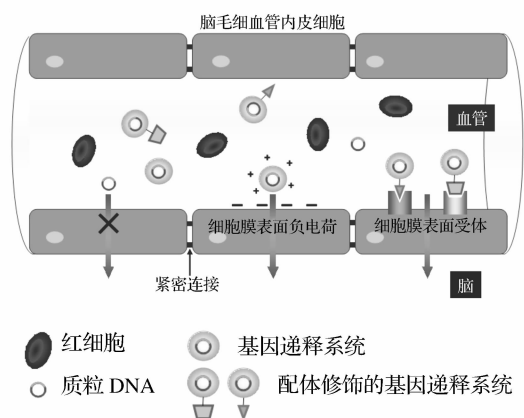 脑毛细血管内皮细胞
血管
细胞膜表面负电荷
细胞膜表面受体
紧密连接
脑
红细胞
基因递释系统
质粒 DNA
配体修饰的基因递释系统